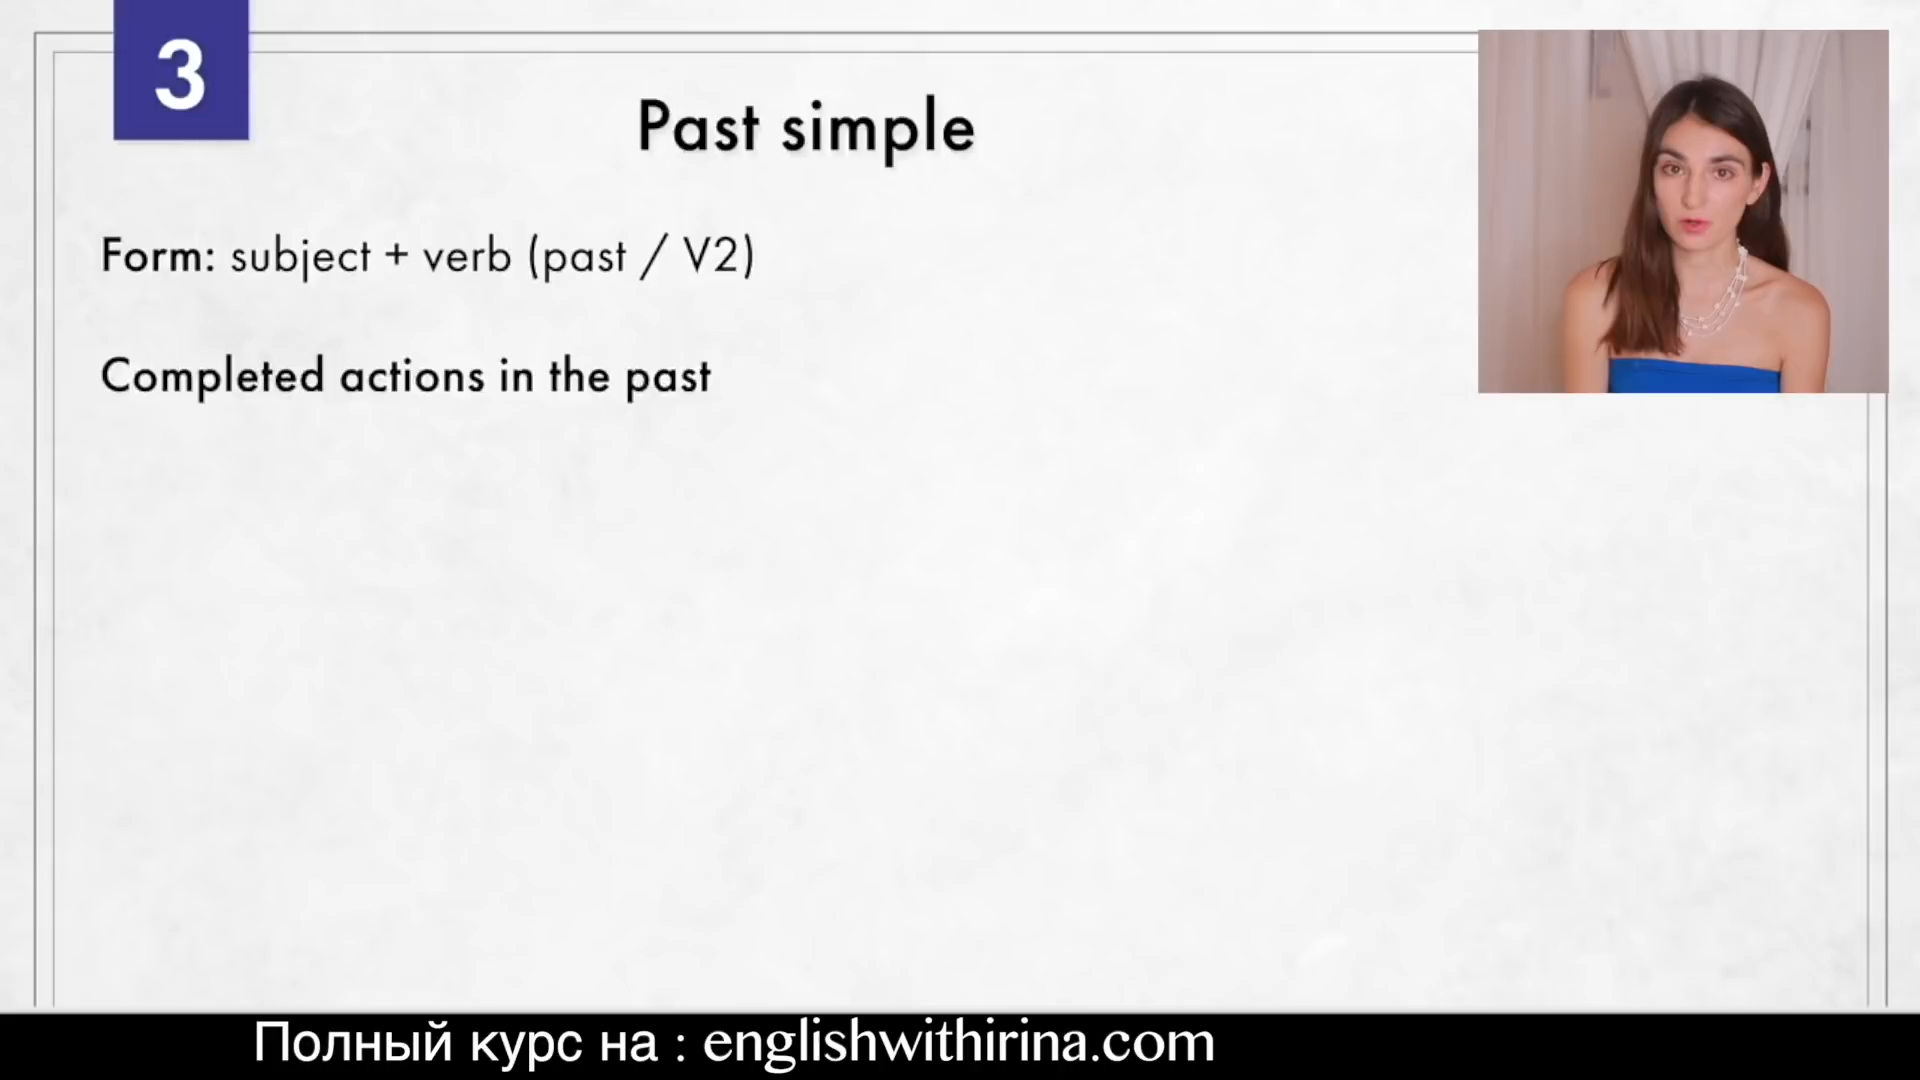 3
Past simple
Form: subject + verb (past / V2)
Completed actions in the past
Полный курс на : englishwithirina.com